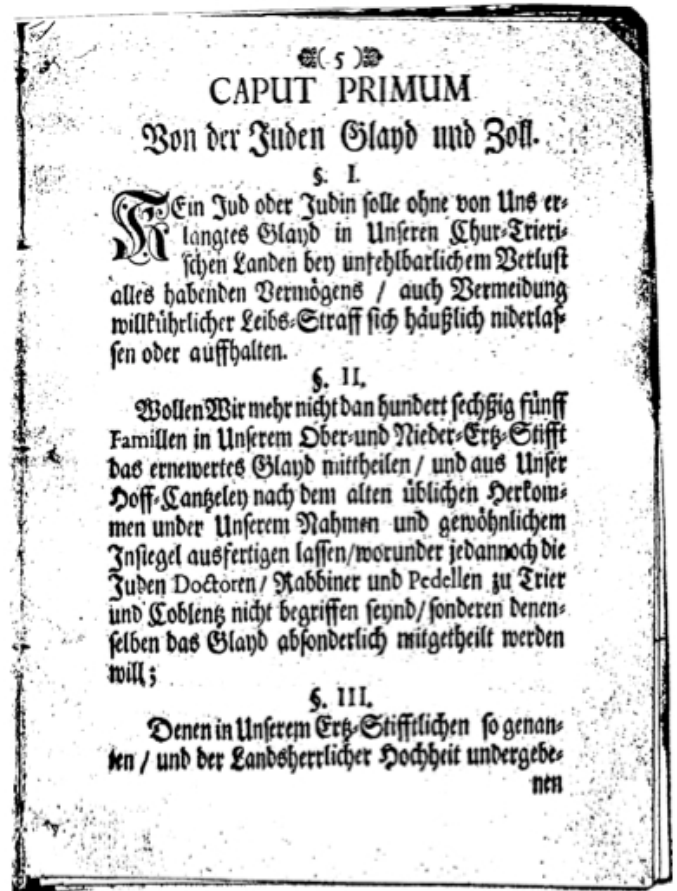 ( 5 )
CAPUT PRIMUM
Von der Juden Glayd und Zoll.
§. I.
KEin Jud oder Judin solle ohne von Uns er-
langtes Glayd in Unseren Chur-Trieri-
schen Landen bey unfehlbarlichem Verlust
alles habenden Vermögens / auch Vermeidung
willkührlicher Leibs-Straff sich häußlich niderlas-
sen oder auffhalten.
§. II.
Wollen Wir mehr nicht dan hundert sechßig fünff
Famillen in Unserem Ober-und Nieder-Ertz-Stifft
das ernewertes Glayd mittheilen / und aus Unser
Hoff-Cantzeley nach dem alten üblichen Herkom-
men under Unserem Nahmen und gewöhnlichem
Insiegel ausfertigen lassen/worunder jedannoch die
Juden Doctoren/ Rabbiner und Pedellen zu Trier
und Coblentz nicht begriffen seynd/sonderen denen-
selben das Glayd absonderlich mitgetheilt werden
will;
§. III.
Denen in Unserem Ertz-Stifftlichen so genan-
ten / und der Landsherrlicher Hochheit undergebe-
nen